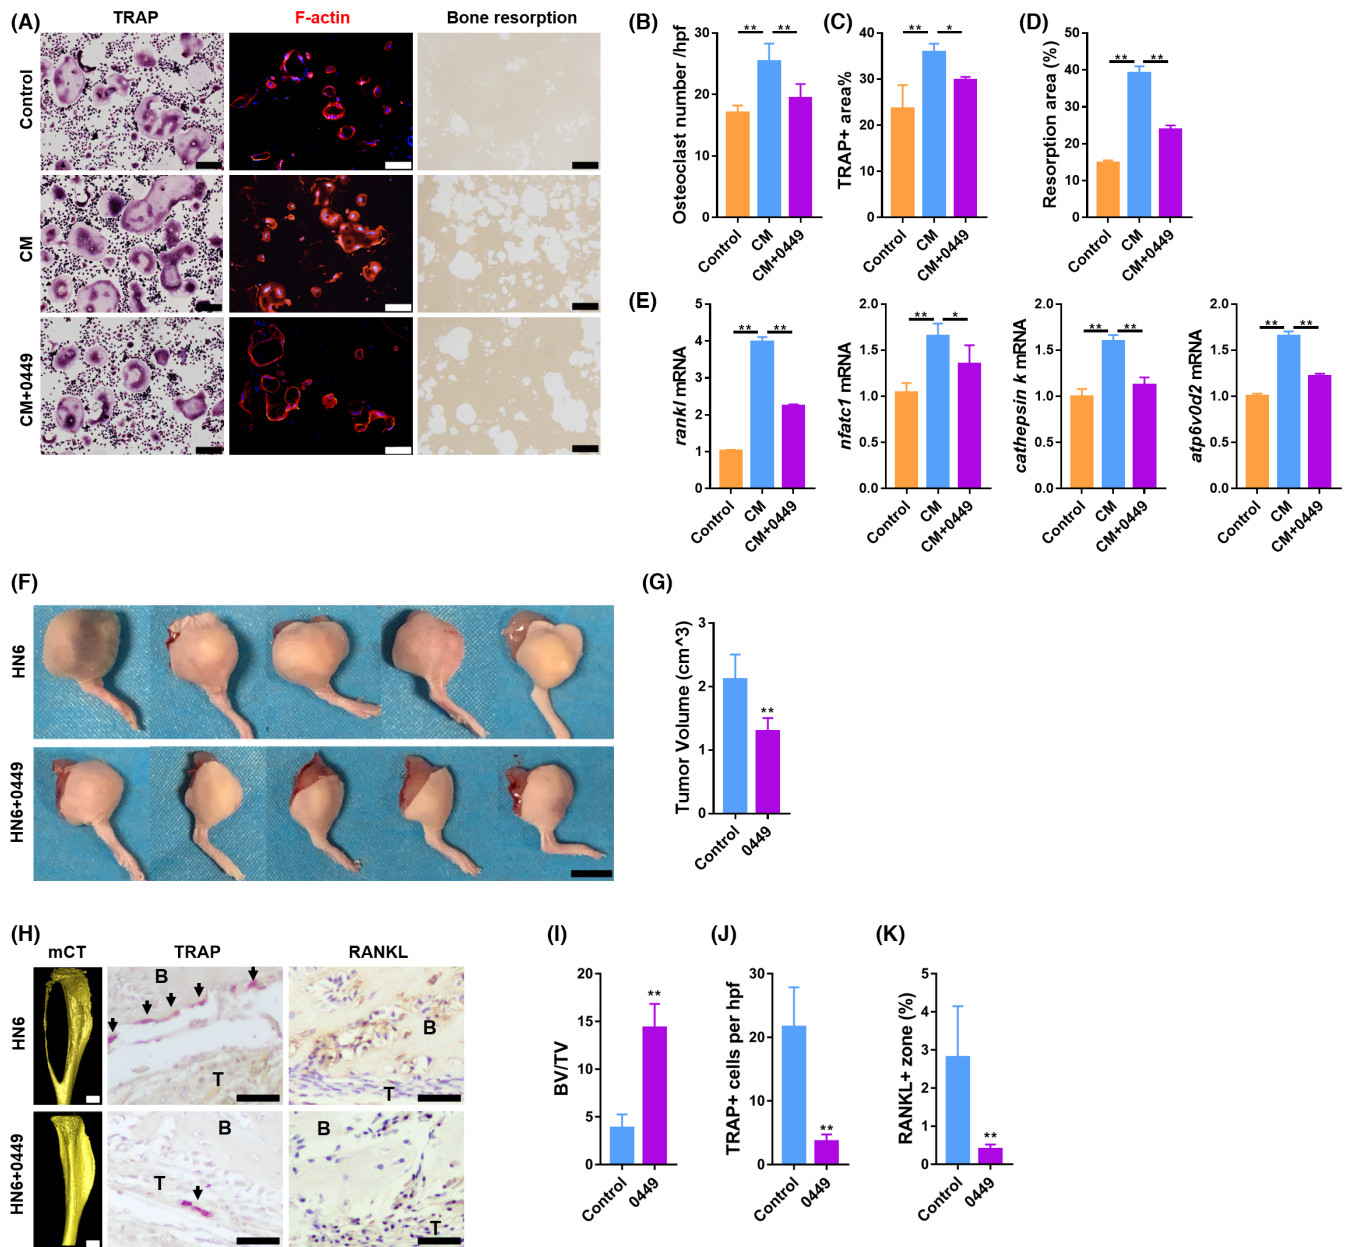 (A)
TRAP
F-actin
Bone resorption
Control
CM
CM+0449
(B)
Osteoclast number /hpf
30
20
10
0
** **
Control
CM
CM+0449
(C)
TRAP+ area%
40
30
20
10
0
** *
Control
CM
CM+0449
(D)
Resorption area (%)
50
40
30
20
10
0
** **
Control
CM
CM+0449
(E)
rankl mRNA
5
4
3
2
1
0
** **
Control
CM
CM+0449
nfatc1 mRNA
2.0
1.5
1.0
0.5
0.0
** *
Control
CM
CM+0449
cathepsin k mRNA
2.0
1.5
1.0
0.5
0.0
** **
Control
CM
CM+0449
atp6v0d2 mRNA
2.0
1.5
1.0
0.5
0.0
** **
Control
CM
CM+0449
(F)
HN6
HN6+0449
(G)
Tumor Volume (cm^3)
3
2
1
0
**
Control
0449
(H)
mCT
TRAP
RANKL
HN6
B
T
B
T
HN6+0449
B
T
B
T
(I)
BV/TV
20
15
10
5
0
**
Control
0449
(J)
TRAP+ cells per hpf
30
20
10
0
**
Control
0449
(K)
RANKL+ zone (%)
5
4
3
2
1
0
**
Control
0449